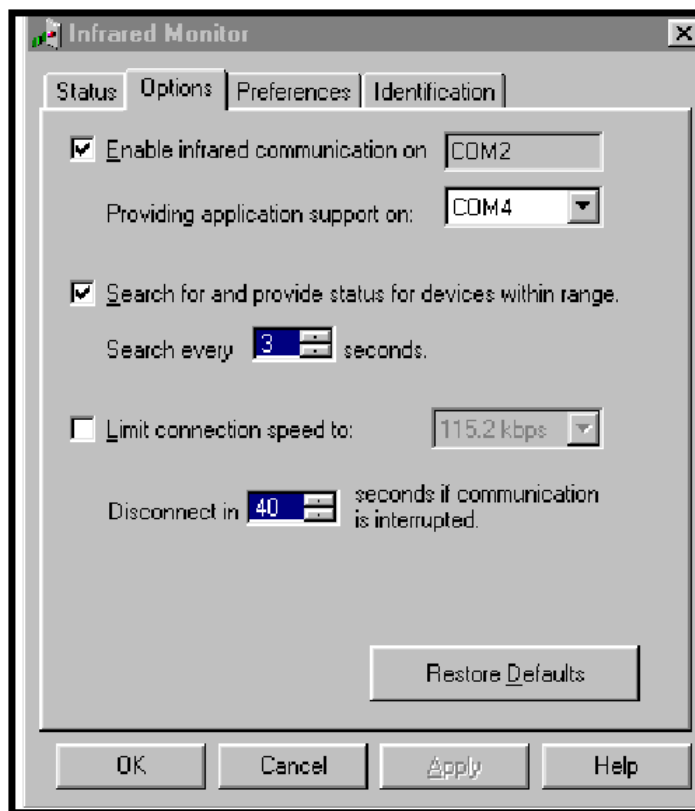 Infrared Monitor
Status Options Preferences Identification
Enable infrared communication on COM2
Providing application support on: COM4
Search for and provide status for devices within range.
Search every 3 seconds.
Limit connection speed to: 115.2 kbps
Disconnect in 40 seconds if communication
is interrupted.
Restore Defaults
OK Cancel Apply Help